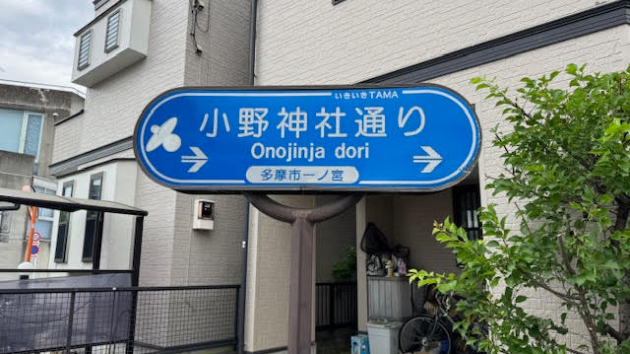 いきいきTAMA
小野神社通り
Onojinja dori
多摩市一ノ宮